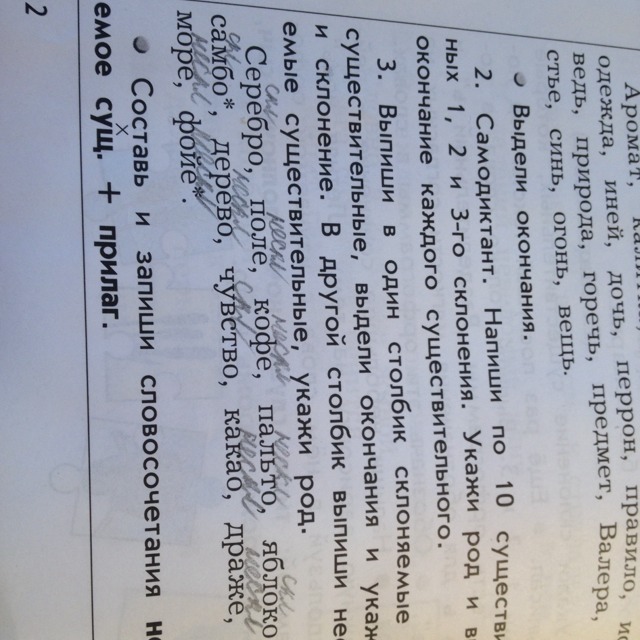 Аромат,
одежда, иней, дочь, перрон, правило,
ведь, природа, горечь, предмет, Валера,
стье, синь, огонь, вещь.
Выдели окончания.
2. Самодиктант. Напиши по 10 существи
ных 1, 2 и 3-го склонения. Укажи род и в
окончание каждого существительного.
3. Выпиши в один столбик склоняемые
существительные, выдели окончания и укаж
и склонение. В другой столбик выпиши нес
емые существительные, укажи род.
Серебро, поле, кофе, пальто, яблоко
самбо*, дерево, чувство, какао, драже,
море, фойе*.
Составь и запиши словосочетания не
х
емое сущ. + прилаг.
2